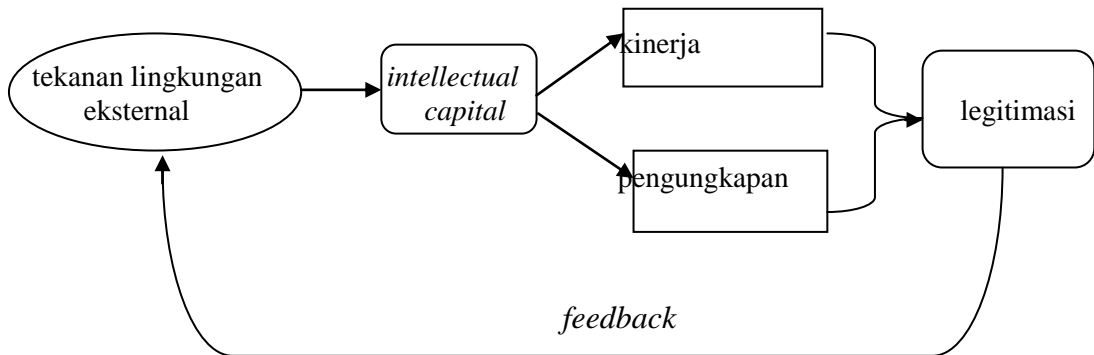 tekanan lingkungan
eksternal
intellectual
capital
kinerja
pengungkapan
legitimasi
feedback